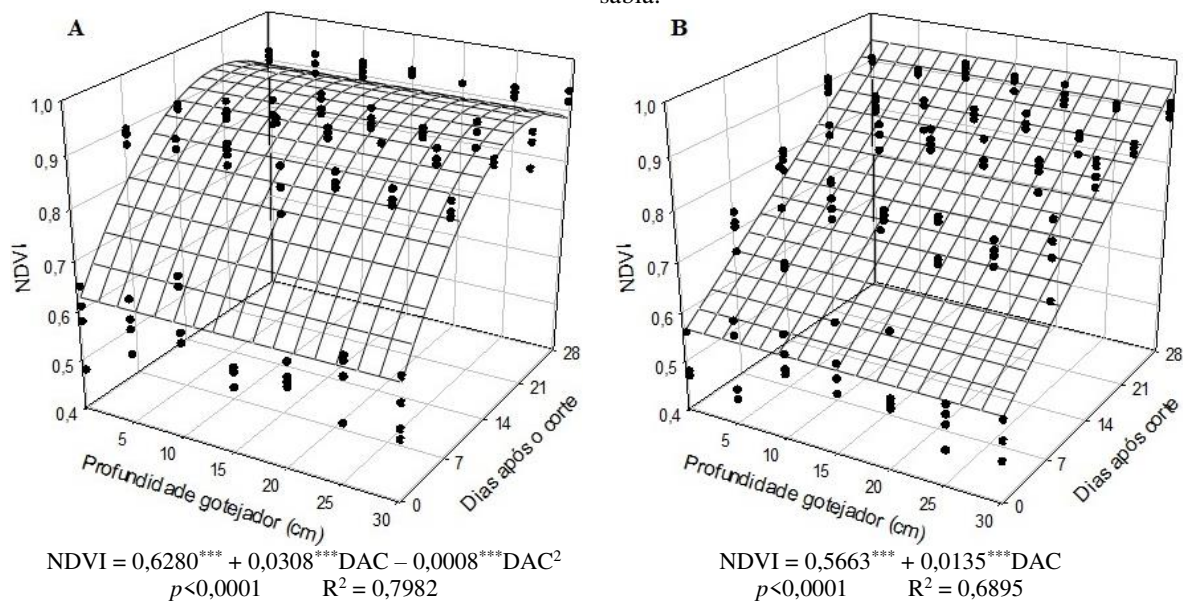 sabiá.
A
NDVI
1,0
0,9
0,8
0,7
0,6
0,5
0,4
5
10
15
20
25
30
Profundidade gotejador (cm)
0
7
14
21
28
Dias após o corte
NDVI = 0,6280*** + 0,0308***DAC – 0,0008***DAC²
p<0,0001 R² = 0,7982
B
NDVI
1,0
0,9
0,8
0,7
0,6
0,5
0,4
5
10
15
20
25
30
Profundidade gotejador (cm)
0
7
14
21
28
Dias após corte
NDVI = 0,5663*** + 0,0135***DAC
p<0,0001 R² = 0,6895